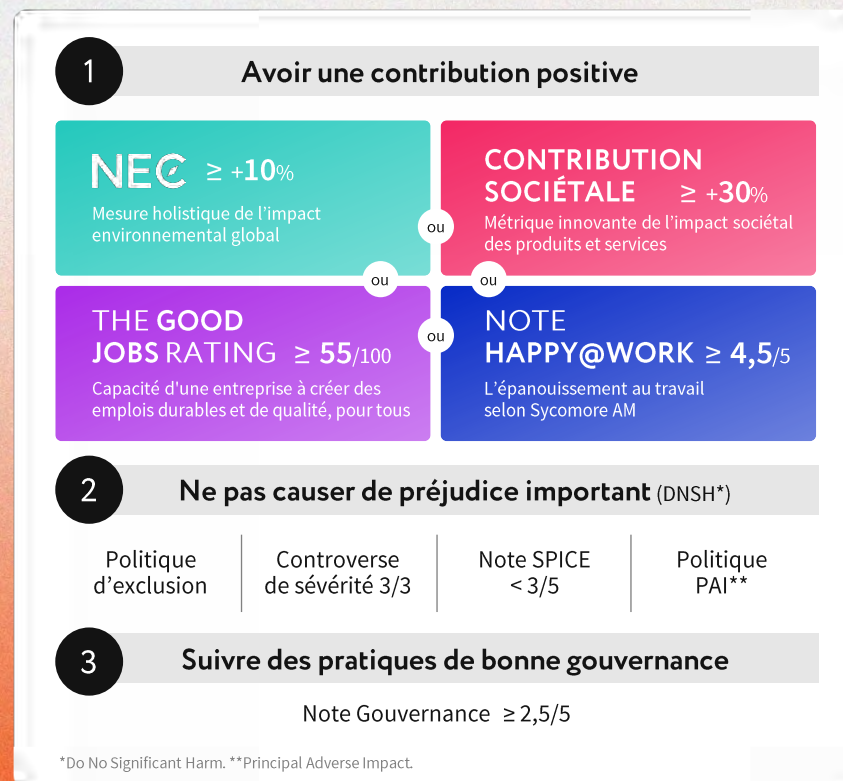 1 Avoir une contribution positive
NEC ≥ +10%
Mesure holistique de l'impact
environnemental global
ou
CONTRIBUTION
SOCIÉTALE ≥ +30%
Métrique innovante de l'impact sociétal
des produits et services
ou
ou
THE GOOD
JOBS RATING ≥ 55/100
Capacité d'une entreprise à créer des
emplois durables et de qualité, pour tous
ou
NOTE
HAPPY@WORK ≥ 4,5/5
L'épanouissement au travail
selon Sycomore AM
2 Ne pas causer de préjudice important (DNSH*)
Politique
d'exclusion
Controverse
de sévérité 3/3
Note SPICE
< 3/5
Politique
PAI**
3 Suivre des pratiques de bonne gouvernance
Note Gouvernance ≥ 2,5/5
*Do No Significant Harm. **Principal Adverse Impact.